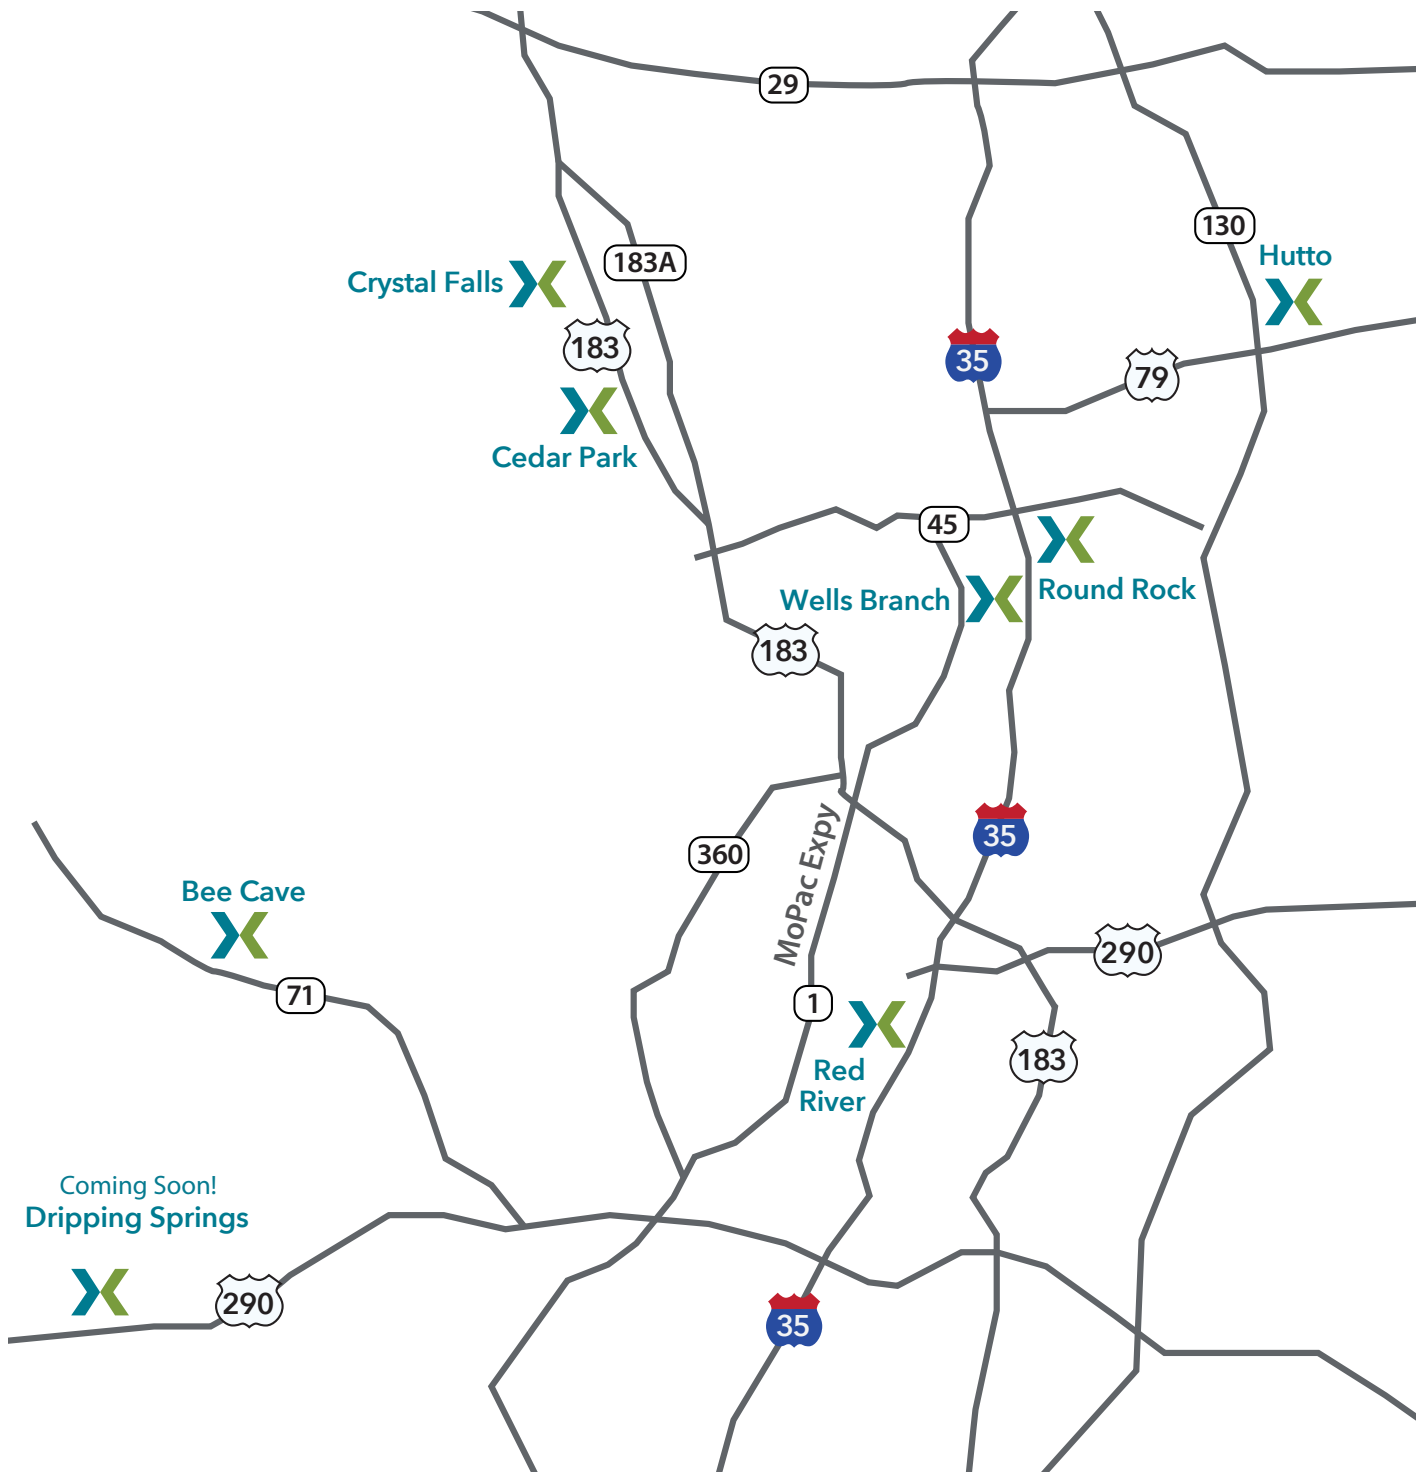 29
130
Hutto
183A
Crystal Falls
183
35
79
Cedar Park
45
Round Rock
Wells Branch
183
MoPac Expy
35
360
Bee Cave
290
71
1
183
Red
River
Coming Soon!
Dripping Springs
290
35